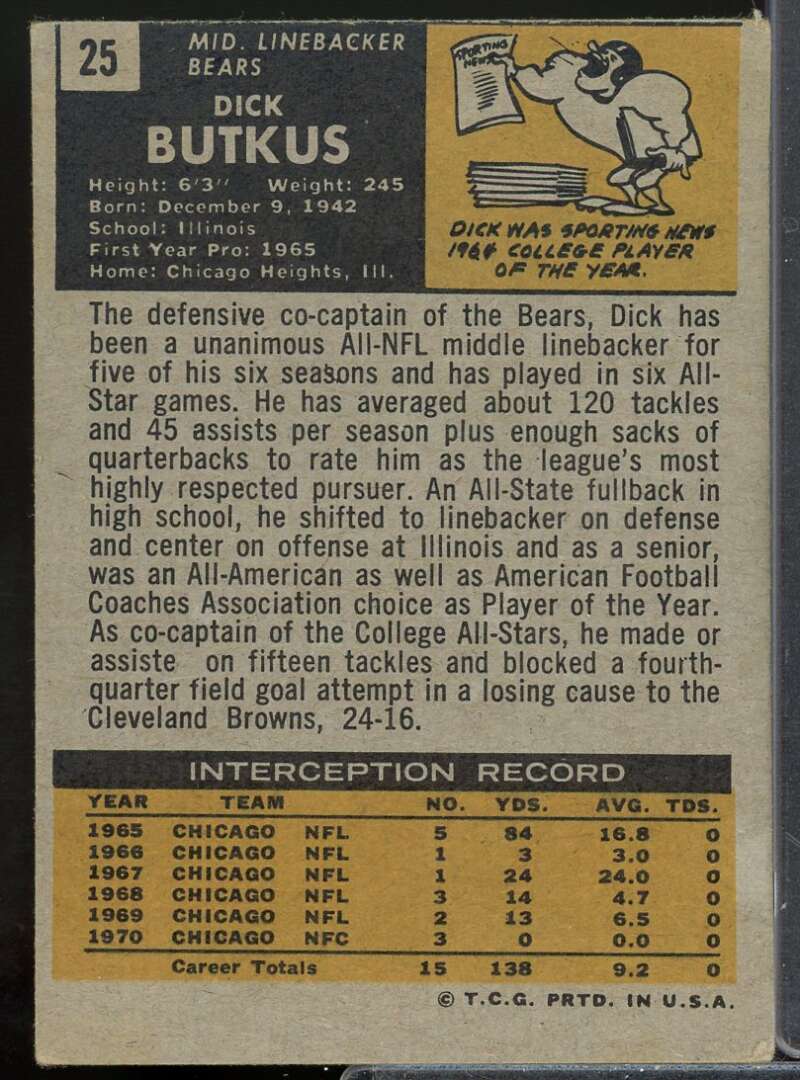 25
MID. LINEBACKER
BEARS
DICK
BUTKUS
Height: 6'3" Weight: 245
Born: December 9, 1942
School: Illinois
First Year Pro: 1965
Home: Chicago Heights, Ill.
SPORTING
NEWS
DICK WAS SPORTING NEWS
1964 COLLEGE PLAYER
OF THE YEAR.
The defensive co-captain of the Bears, Dick has
been a unanimous All-NFL middle linebacker for
five of his six seasons and has played in six All-
Star games. He has averaged about 120 tackles
and 45 assists per season plus enough sacks of
quarterbacks to rate him as the league's most
highly respected pursuer. An All-State fullback in
high school, he shifted to linebacker on defense
and center on offense at Illinois and as a senior,
was an All-American as well as American Football
Coaches Association choice as Player of the Year.
As co-captain of the College All-Stars, he made or
assiste on fifteen tackles and blocked a fourth-
quarter field goal attempt in a losing cause to the
Cleveland Browns, 24-16.
INTERCEPTION RECORD
YEAR TEAM NO. YDS. AVG. TDS.
1965 CHICAGO NFL 5 84 16.8 0
1966 CHICAGO NFL 1 3 3.0 0
1967 CHICAGO NFL 1 24 24.0 0
1968 CHICAGO NFL 3 14 4.7 0
1969 CHICAGO NFL 2 13 6.5 0
1970 CHICAGO NFC 3 0 0.0 0
Career Totals 15 138 9.2 0
© T.C.G. PRTD. IN U.S.A.